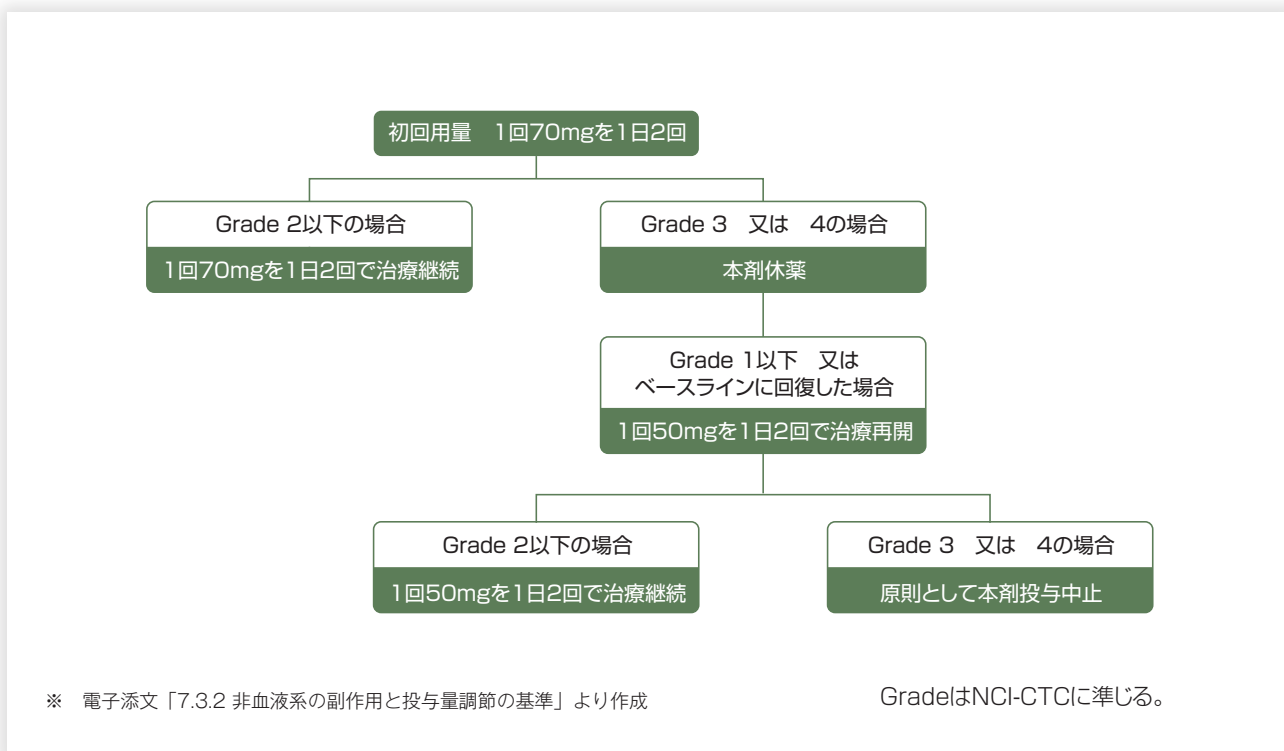 初回用量　1回70mgを1日2回
Grade 2以下の場合
1回70mgを1日2回で治療継続
Grade 3　又は　4の場合
本剤休薬
Grade 1以下　又は
ベースラインに回復した場合
1回50mgを1日2回で治療再開
Grade 2以下の場合
1回50mgを1日2回で治療継続
Grade 3　又は　4の場合
原則として本剤投与中止
※　電子添文「7.3.2 非血液系の副作用と投与量調節の基準」より作成
GradeはNCI-CTCに準じる。